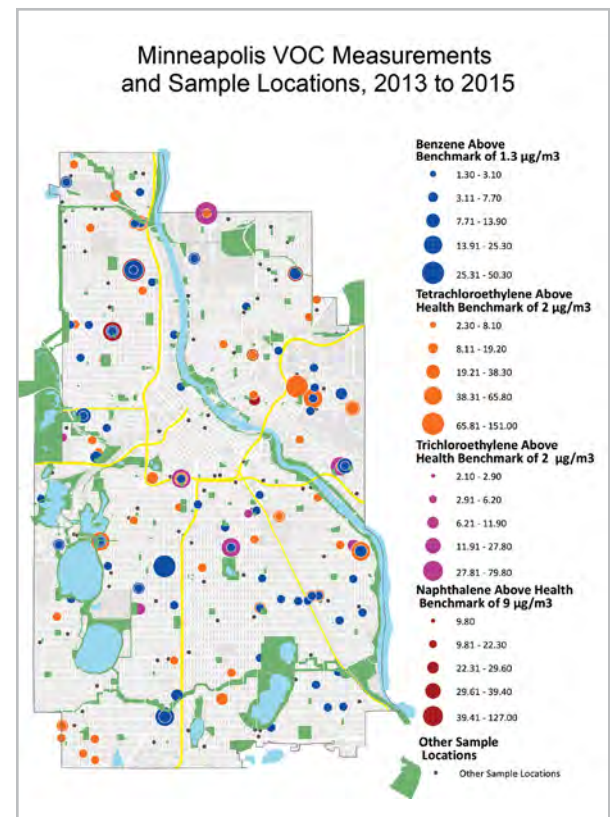 Minneapolis VOC Measurements
and Sample Locations, 2013 to 2015
Benzene Above
Benchmark of 1.3 µg/m3
1.30 - 3.10
3.11 - 7.70
7.71 - 13.90
13.91 - 25.30
25.31 - 50.30
Tetrachloroethylene Above
Health Benchmark of 2 µg/m3
2.30 - 8.10
8.11 - 19.20
19.21 - 38.30
38.31 - 65.80
65.81 - 151.00
Trichloroethylene Above
Health Benchmark of 2 µg/m3
2.10 - 2.90
2.91 - 6.20
6.21 - 11.90
11.91 - 27.80
27.81 - 79.80
Naphthalene Above Health
Benchmark of 9 µg/m3
9.80
9.81 - 22.30
22.31 - 29.60
29.61 - 39.40
39.41 - 127.00
Other Sample
Locations
Other Sample Locations